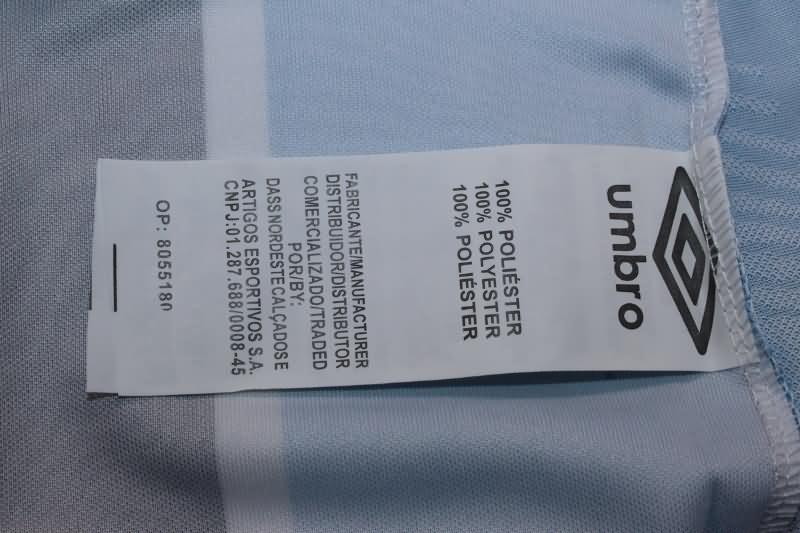 umbro
100% POLIÉSTER
100% POLYESTER
100% POLIÉSTER
FABRICANTE/MANUFACTURER
DISTRIBUIDOR/DISTRIBUTOR
COMERCIALIZADO/TRADED
POR/BY:
DASS NORDESTE CALÇADOS E
ARTIGOS ESPORTIVOS S.A.
CNPJ:01.287.688/0008-45
OP: 8055180